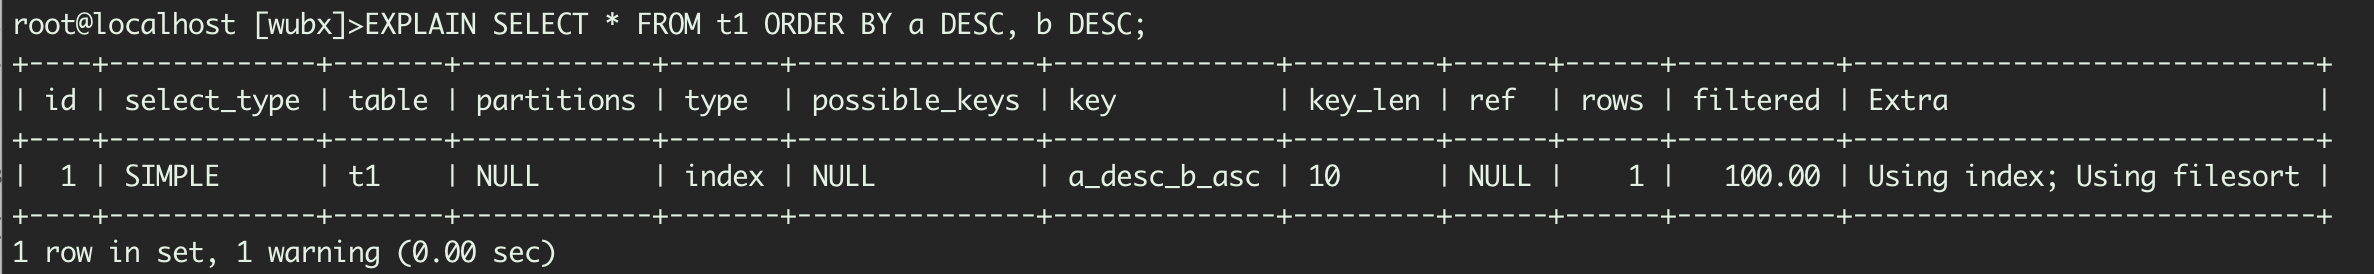 root@localhost [wubx]>EXPLAIN SELECT * FROM t1 ORDER BY a DESC, b DESC;
+----+-------------+-------+------------+-------+---------------+--------------+---------+------+------+----------+-----------------------------+
| id | select_type | table | partitions | type  | possible_keys | key          | key_len | ref  | rows | filtered | Extra                       |
+----+-------------+-------+------------+-------+---------------+--------------+---------+------+------+----------+-----------------------------+
|  1 | SIMPLE      | t1    | NULL       | index | NULL          | a_desc_b_asc | 10      | NULL |    1 |   100.00 | Using index; Using filesort |
+----+-------------+-------+------------+-------+---------------+--------------+---------+------+------+----------+-----------------------------+
1 row in set, 1 warning (0.00 sec)